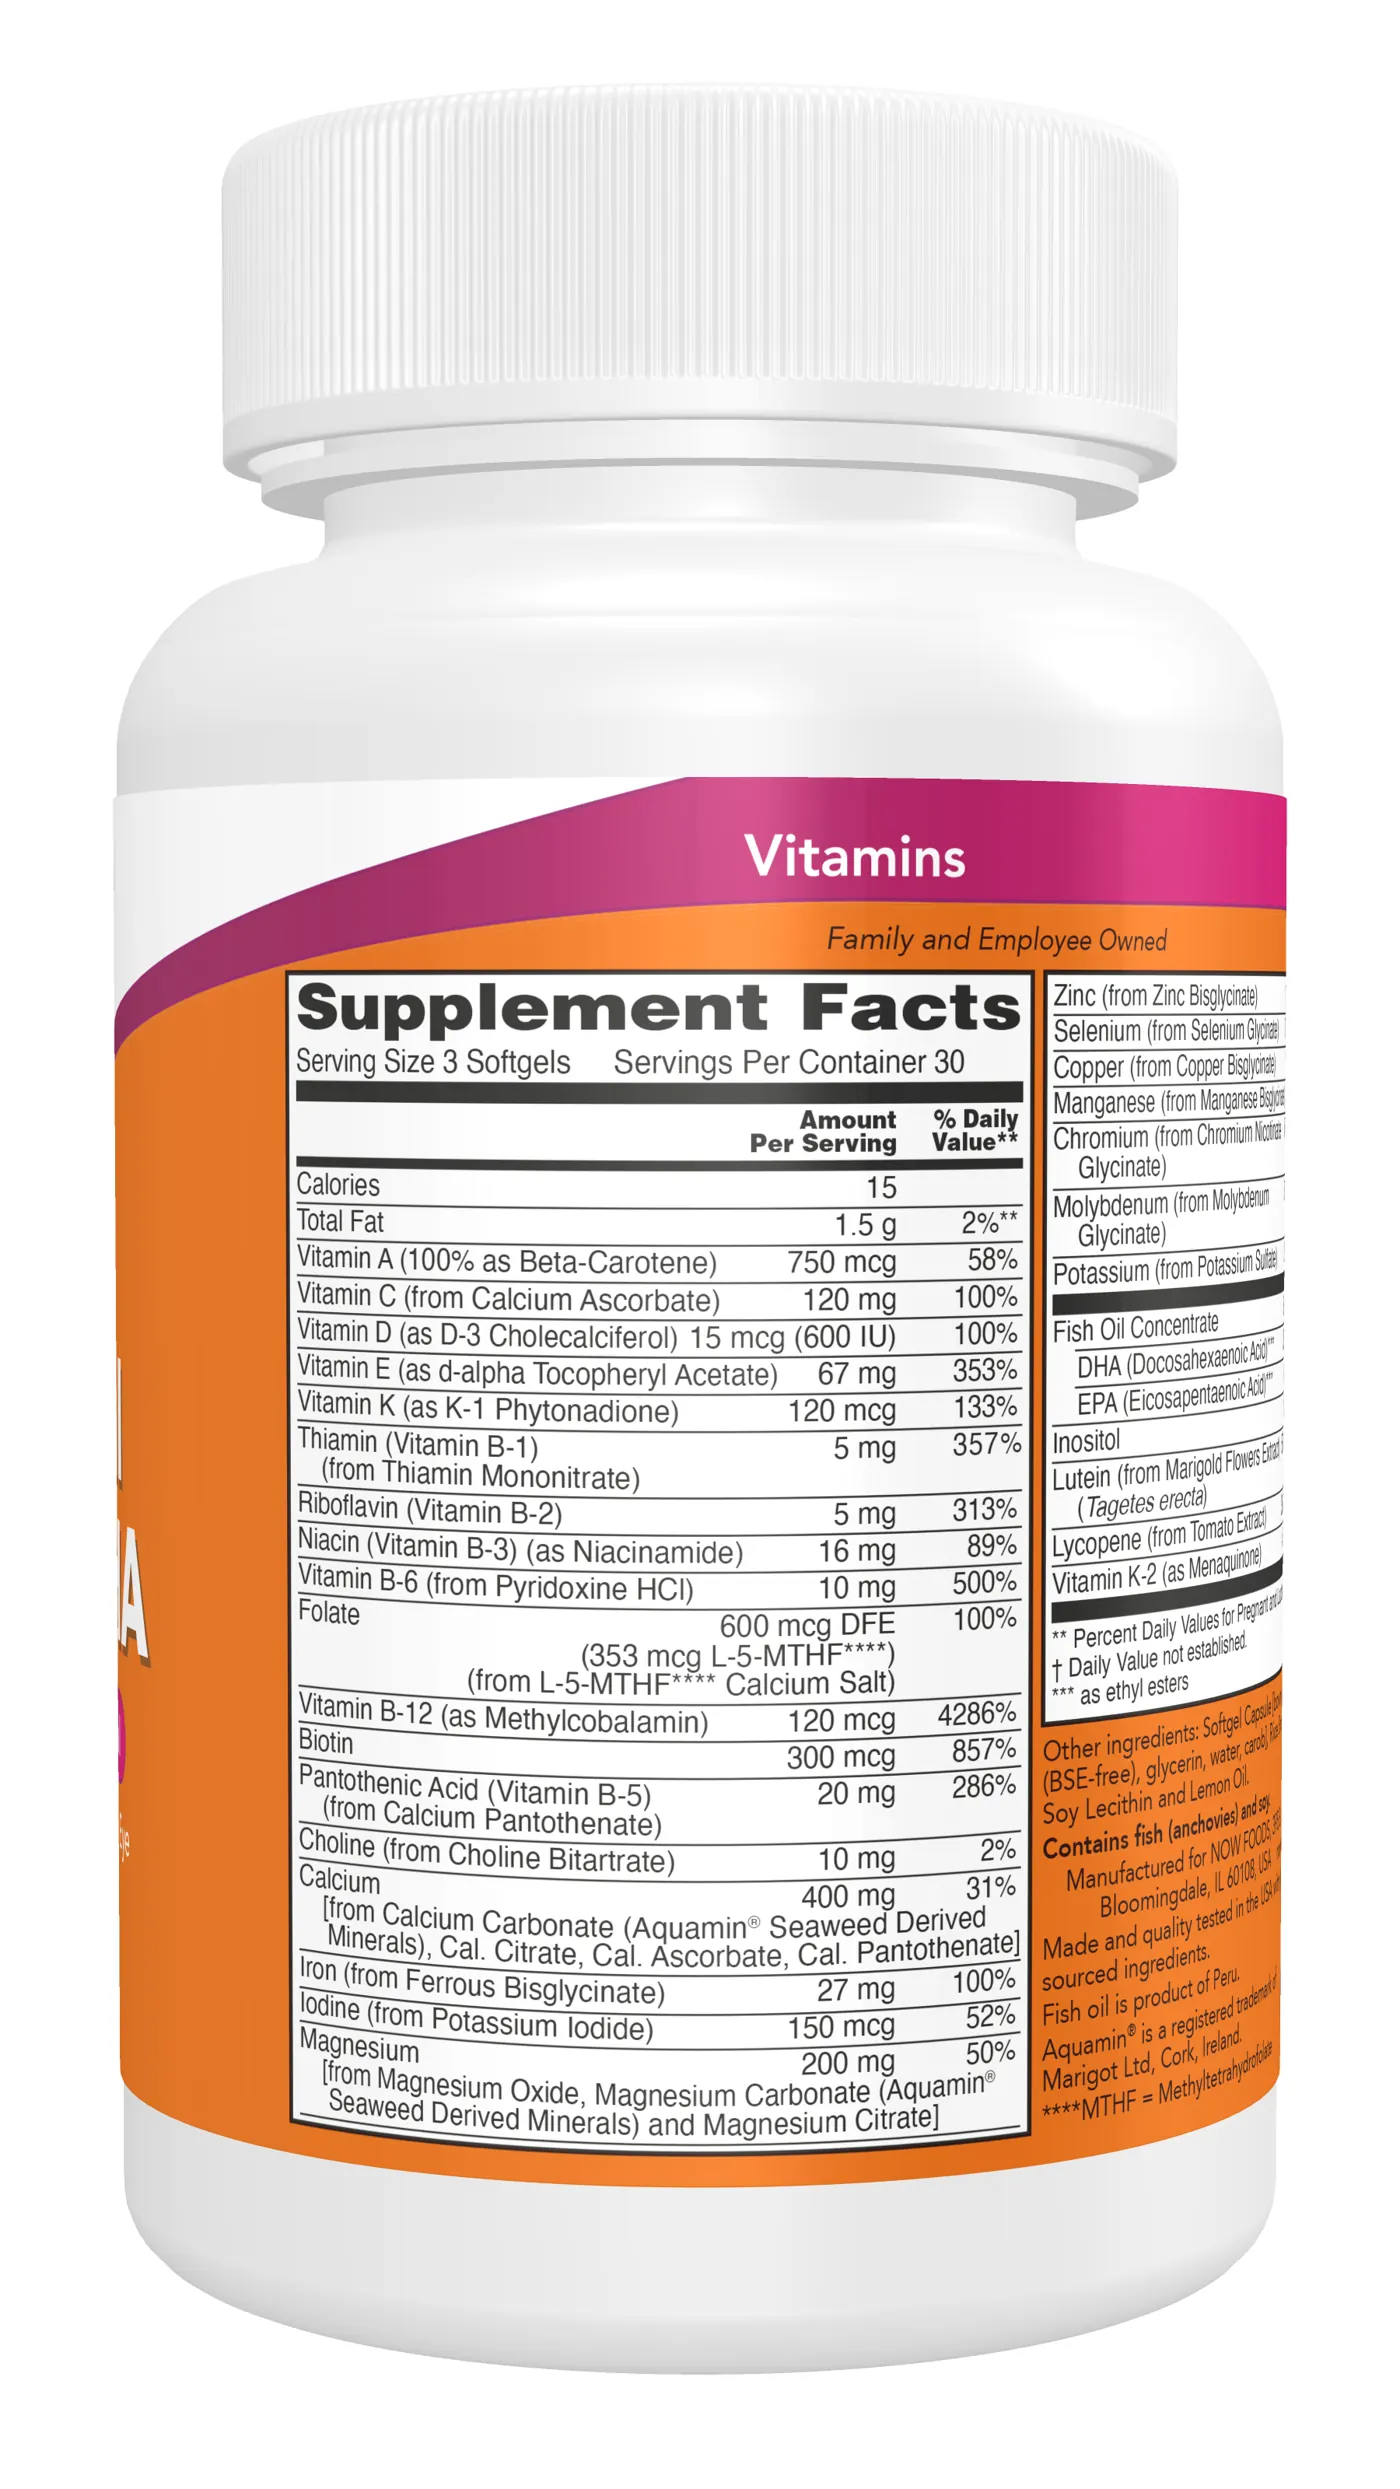 Vitamins
Family and Employee Owned
Supplement Facts
Serving Size 3 Softgels Servings Per Container 30
Amount Per Serving % Daily Value**
Calories 15
Total Fat 1.5 g 2%**
Vitamin A (100% as Beta-Carotene) 750 mcg 58%
Vitamin C (from Calcium Ascorbate) 120 mg 100%
Vitamin D (as D-3 Cholecalciferol) 15 mcg (600 IU) 100%
Vitamin E (as d-alpha Tocopheryl Acetate) 67 mg 353%
Vitamin K (as K-1 Phytonadione) 120 mcg 133%
Thiamin (Vitamin B-1) 5 mg 357%
(from Thiamin Mononitrate)
Riboflavin (Vitamin B-2) 5 mg 313%
Niacin (Vitamin B-3) (as Niacinamide) 16 mg 89%
Vitamin B-6 (from Pyridoxine HCl) 10 mg 500%
Folate 600 mcg DFE 100%
(353 mcg L-5-MTHF****)
(from L-5-MTHF**** Calcium Salt)
Vitamin B-12 (as Methylcobalamin) 120 mcg 4286%
Biotin 300 mcg 857%
Pantothenic Acid (Vitamin B-5) 20 mg 286%
(from Calcium Pantothenate)
Choline (from Choline Bitartrate) 10 mg 2%
Calcium 400 mg 31%
[from Calcium Carbonate (Aquamin® Seaweed Derived
Minerals), Cal. Citrate, Cal. Ascorbate, Cal. Pantothenate]
Iron (from Ferrous Bisglycinate) 27 mg 100%
Iodine (from Potassium Iodide) 150 mcg 52%
Magnesium 200 mg 50%
[from Magnesium Oxide, Magnesium Carbonate (Aquamin®
Seaweed Derived Minerals) and Magnesium Citrate]
Zinc (from Zinc Bisglycinate)
Selenium (from Selenium Glycinate)
Copper (from Copper Bisglycinate)
Manganese (from Manganese
Chromium (from Chromium Nicotinate
Glycinate)
Molybdenum (from Molybdenum
Glycinate)
Potassium (from Potassium Sulfate)
Fish Oil Concentrate
DHA (Docosahexaenoic Acid)†***
EPA (Eicosapentaenoic Acid)***
Inositol
Lutein (from Marigold Flowers Extract
(Tagetes erecta)
Lycopene (from Tomato Extract)
Vitamin K-2 (as Menaquinone)
** Percent Daily Values for Pregnant and
† Daily Value not established.
*** as ethyl esters
Other ingredients: Softgel Capsule
(BSE-free), glycerin, water, carob],
Soy Lecithin and Lemon Oil.
Contains fish (anchovies) and soy.
Manufactured for NOW FOODS,
Bloomingdale, IL 60108, USA
Made and quality tested in the USA
sourced ingredients.
Fish oil is product of Peru.
Aquamin® is a registered trademark of
Marigot Ltd, Cork, Ireland.
****MTHF = Methyltetrahydrofolate